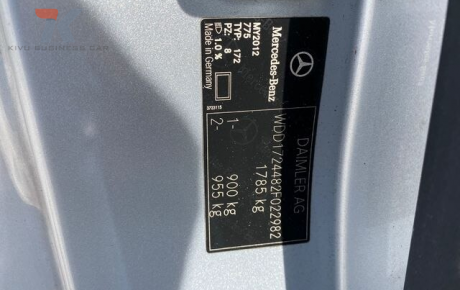 KIVU BUSINESS CAR
Mercedes-Benz
DAIMLER AG
WDD1724482F022982
1785 kg
1- 900 kg
2- 955 kg
MY2012
775
TYP: 172
PZ: 8
1.0 %
Made in Germany